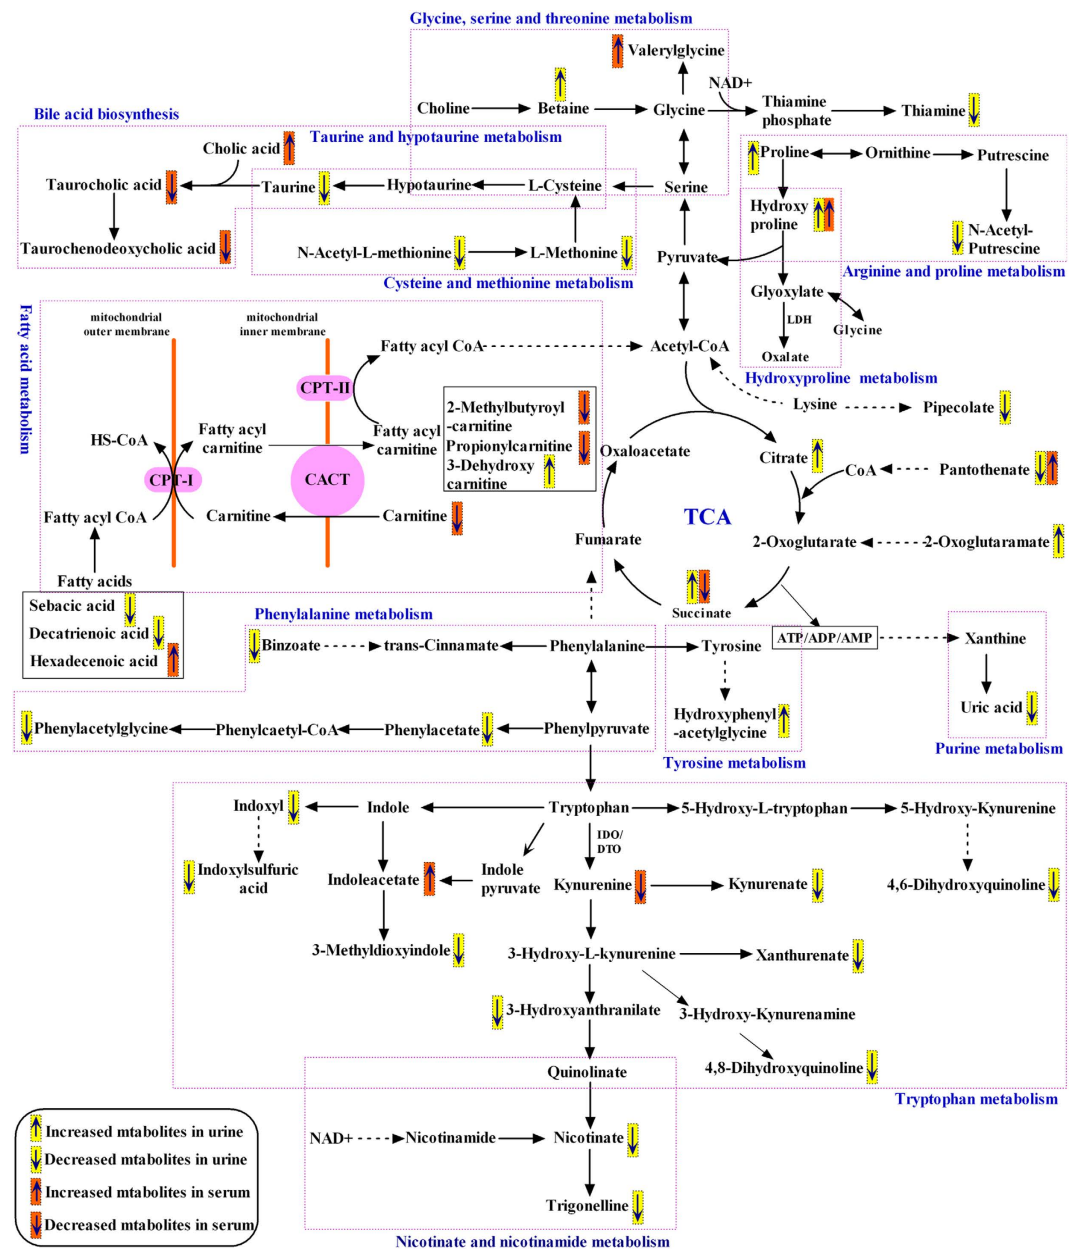 Glycine, serine and threonine metabolism
Valerylglycine
NAD+
Choline
Betaine
Glycine
Thiamine
phosphate
Thiamine
Bile acid biosynthesis
Taurine and hypotaurine metabolism
Cholic acid
Proline
Ornithine
Putrescine
Taurocholic acid
Taurine
Hypotaurine
L-Cysteine
Serine
Hydroxy
proline
N-Acetyl-
Putrescine
Taurochenodeoxycholic acid
N-Acetyl-L-methionine
L-Methonine
Pyruvate
Arginine and proline metabolism
Cysteine and methionine metabolism
Glyoxylate
LDH
Glycine
Oxalate
Hydroxyproline metabolism
Fatty acid metabolism
mitochondrial
outer membrane
mitochondrial
inner membrane
Fatty acyl CoA
Acetyl-CoA
CPT-II
Lysine
Pipecolate
2-Methylbutyroyl
-carnitine
Propionylcarnitine
3-Dehydroxy
carnitine
HS-CoA
Fatty acyl
carnitine
Fatty acyl
carnitine
Oxaloacetate
Citrate
CoA
Pantothenate
CPT-I
CACT
Fatty acyl CoA
Carnitine
Carnitine
TCA
Fumarate
2-Oxoglutarate
2-Oxoglutaramate
Fatty acids
Sebacic acid
Decatrienoic acid
Hexadecenoic acid
Succinate
Phenylalanine metabolism
Binzoate
trans-Cinnamate
Phenylalanine
Tyrosine
ATP/ADP/AMP
Xanthine
Phenylacetylglycine
Phenylcaetyl-CoA
Phenylacetate
Phenylpyruvate
Hydroxyphenyl
-acetylglycine
Uric acid
Tyrosine metabolism
Purine metabolism
Indoxyl
Indole
Tryptophan
5-Hydroxy-L-tryptophan
5-Hydroxy-Kynurenine
IDO/
DTO
Indoxylsulfuric
acid
Indoleacetate
Indole
pyruvate
Kynurenine
Kynurenate
4,6-Dihydroxyquinoline
3-Methyldioxyindole
3-Hydroxy-L-kynurenine
Xanthurenate
3-Hydroxyanthranilate
3-Hydroxy-Kynurenamine
4,8-Dihydroxyquinoline
Quinolinate
Tryptophan metabolism
NAD+
Nicotinamide
Nicotinate
Trigonelline
Nicotinate and nicotinamide metabolism
Increased mtabolites in urine
Decreased mtabolites in urine
Increased mtabolites in serum
Decreased mtabolites in serum